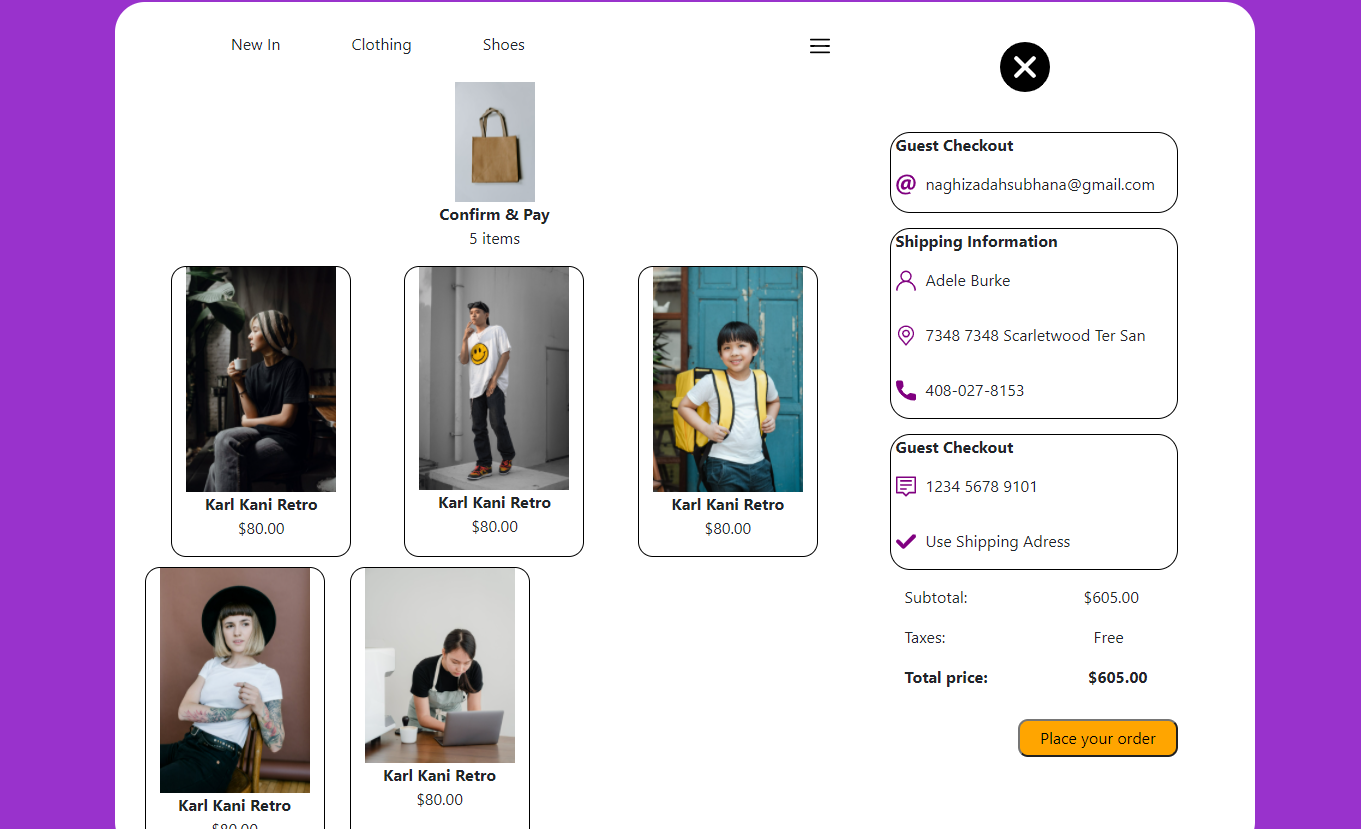 New In
Clothing
Shoes
Confirm & Pay
5 items
Karl Kani Retro
$80.00
Karl Kani Retro
$80.00
Karl Kani Retro
$80.00
Karl Kani Retro
$80.00
Karl Kani Retro
$80.00
Guest Checkout
@ naghizadahsubhana@gmail.com
Shipping Information
Adele Burke
7348 7348 Scarletwood Ter San
408-027-8153
Guest Checkout
1234 5678 9101
Use Shipping Adress
Subtotal: $605.00
Taxes: Free
Total price: $605.00
Place your order